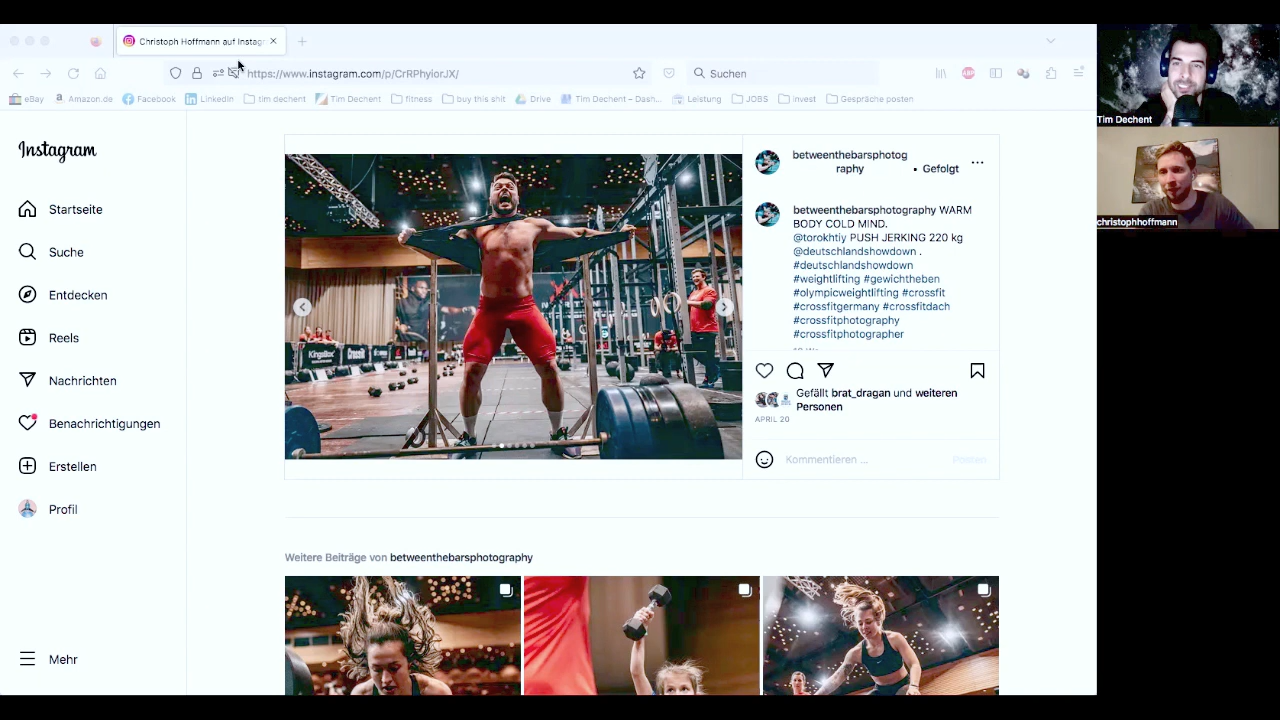 Christoph Hoffmann auf Instagr
https://www.instagram.com/p/CrRPhyiorJX/
Suchen
eBay
Amazon.de
Facebook
LinkedIn
tim dechent
Tim Dechent
fitness
buy this shit
Drive
Tim Dechent – Dash...
Leistung
JOBS
invest
Gespräche posten
Tim Dechent
christophhoffmann
Instagram
Startseite
Suche
Entdecken
Reels
Nachrichten
Benachrichtigungen
Erstellen
Profil
Mehr
KINGSBOX
CrossFit
betweenthebarsphotog
raphy
• Gefolgt
betweenthebarsphotography WARM
BODY COLD MIND.
@torokhtiy PUSH JERKING 220 kg
@deutschlandshowdown .
#deutschlandshowdown
#weightlifting #gewichtheben
#olympicweightlifting #crossfit
#crossfitgermany #crossfitdach
#crossfitphotography
#crossfitphotographer
Gefällt brat_dragan und weiteren
Personen
APRIL 20
Kommentieren ...
Posten
Weitere Beiträge von betweenthebarsphotography